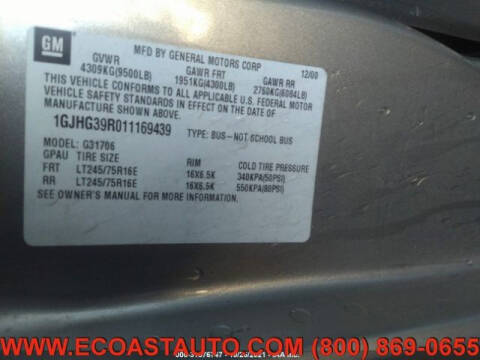 GM
MFD BY GENERAL MOTORS CORP 12/00
GVWR GAWR FRT GAWR RR
4309KG(9500LB) 1951KG(4300LB) 2760KG(6084LB)
THIS VEHICLE CONFORMS TO ALL APPLICABLE U.S. FEDERAL MOTOR
VEHICLE SAFETY STANDARDS IN EFFECT ON THE DATE OF
MANUFACTURE SHOWN ABOVE.
1GJHG39R011169439 TYPE: BUS-NOT SCHOOL BUS
MODEL: G31706
GPAU TIRE SIZE RIM COLD TIRE PRESSURE
FRT LT245/75R16E 16X6.5K 340KPA(50PSI)
RR LT245/75R16E 16X6.5K 550KPA(80PSI)
SEE OWNER'S MANUAL FOR MORE INFORMATION.
WWW.ECOASTAUTO.COM (800) 869-0655